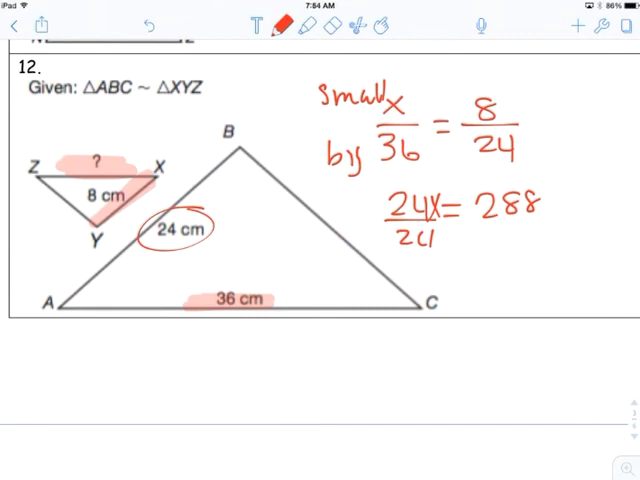 iPad
7:54 AM
86%
T
12.
Given: △ABC ~ △XYZ
small x/36 = 8/24
big
24x = 288
24
B
Z
?
X
8 cm
Y
24 cm
A
36 cm
C